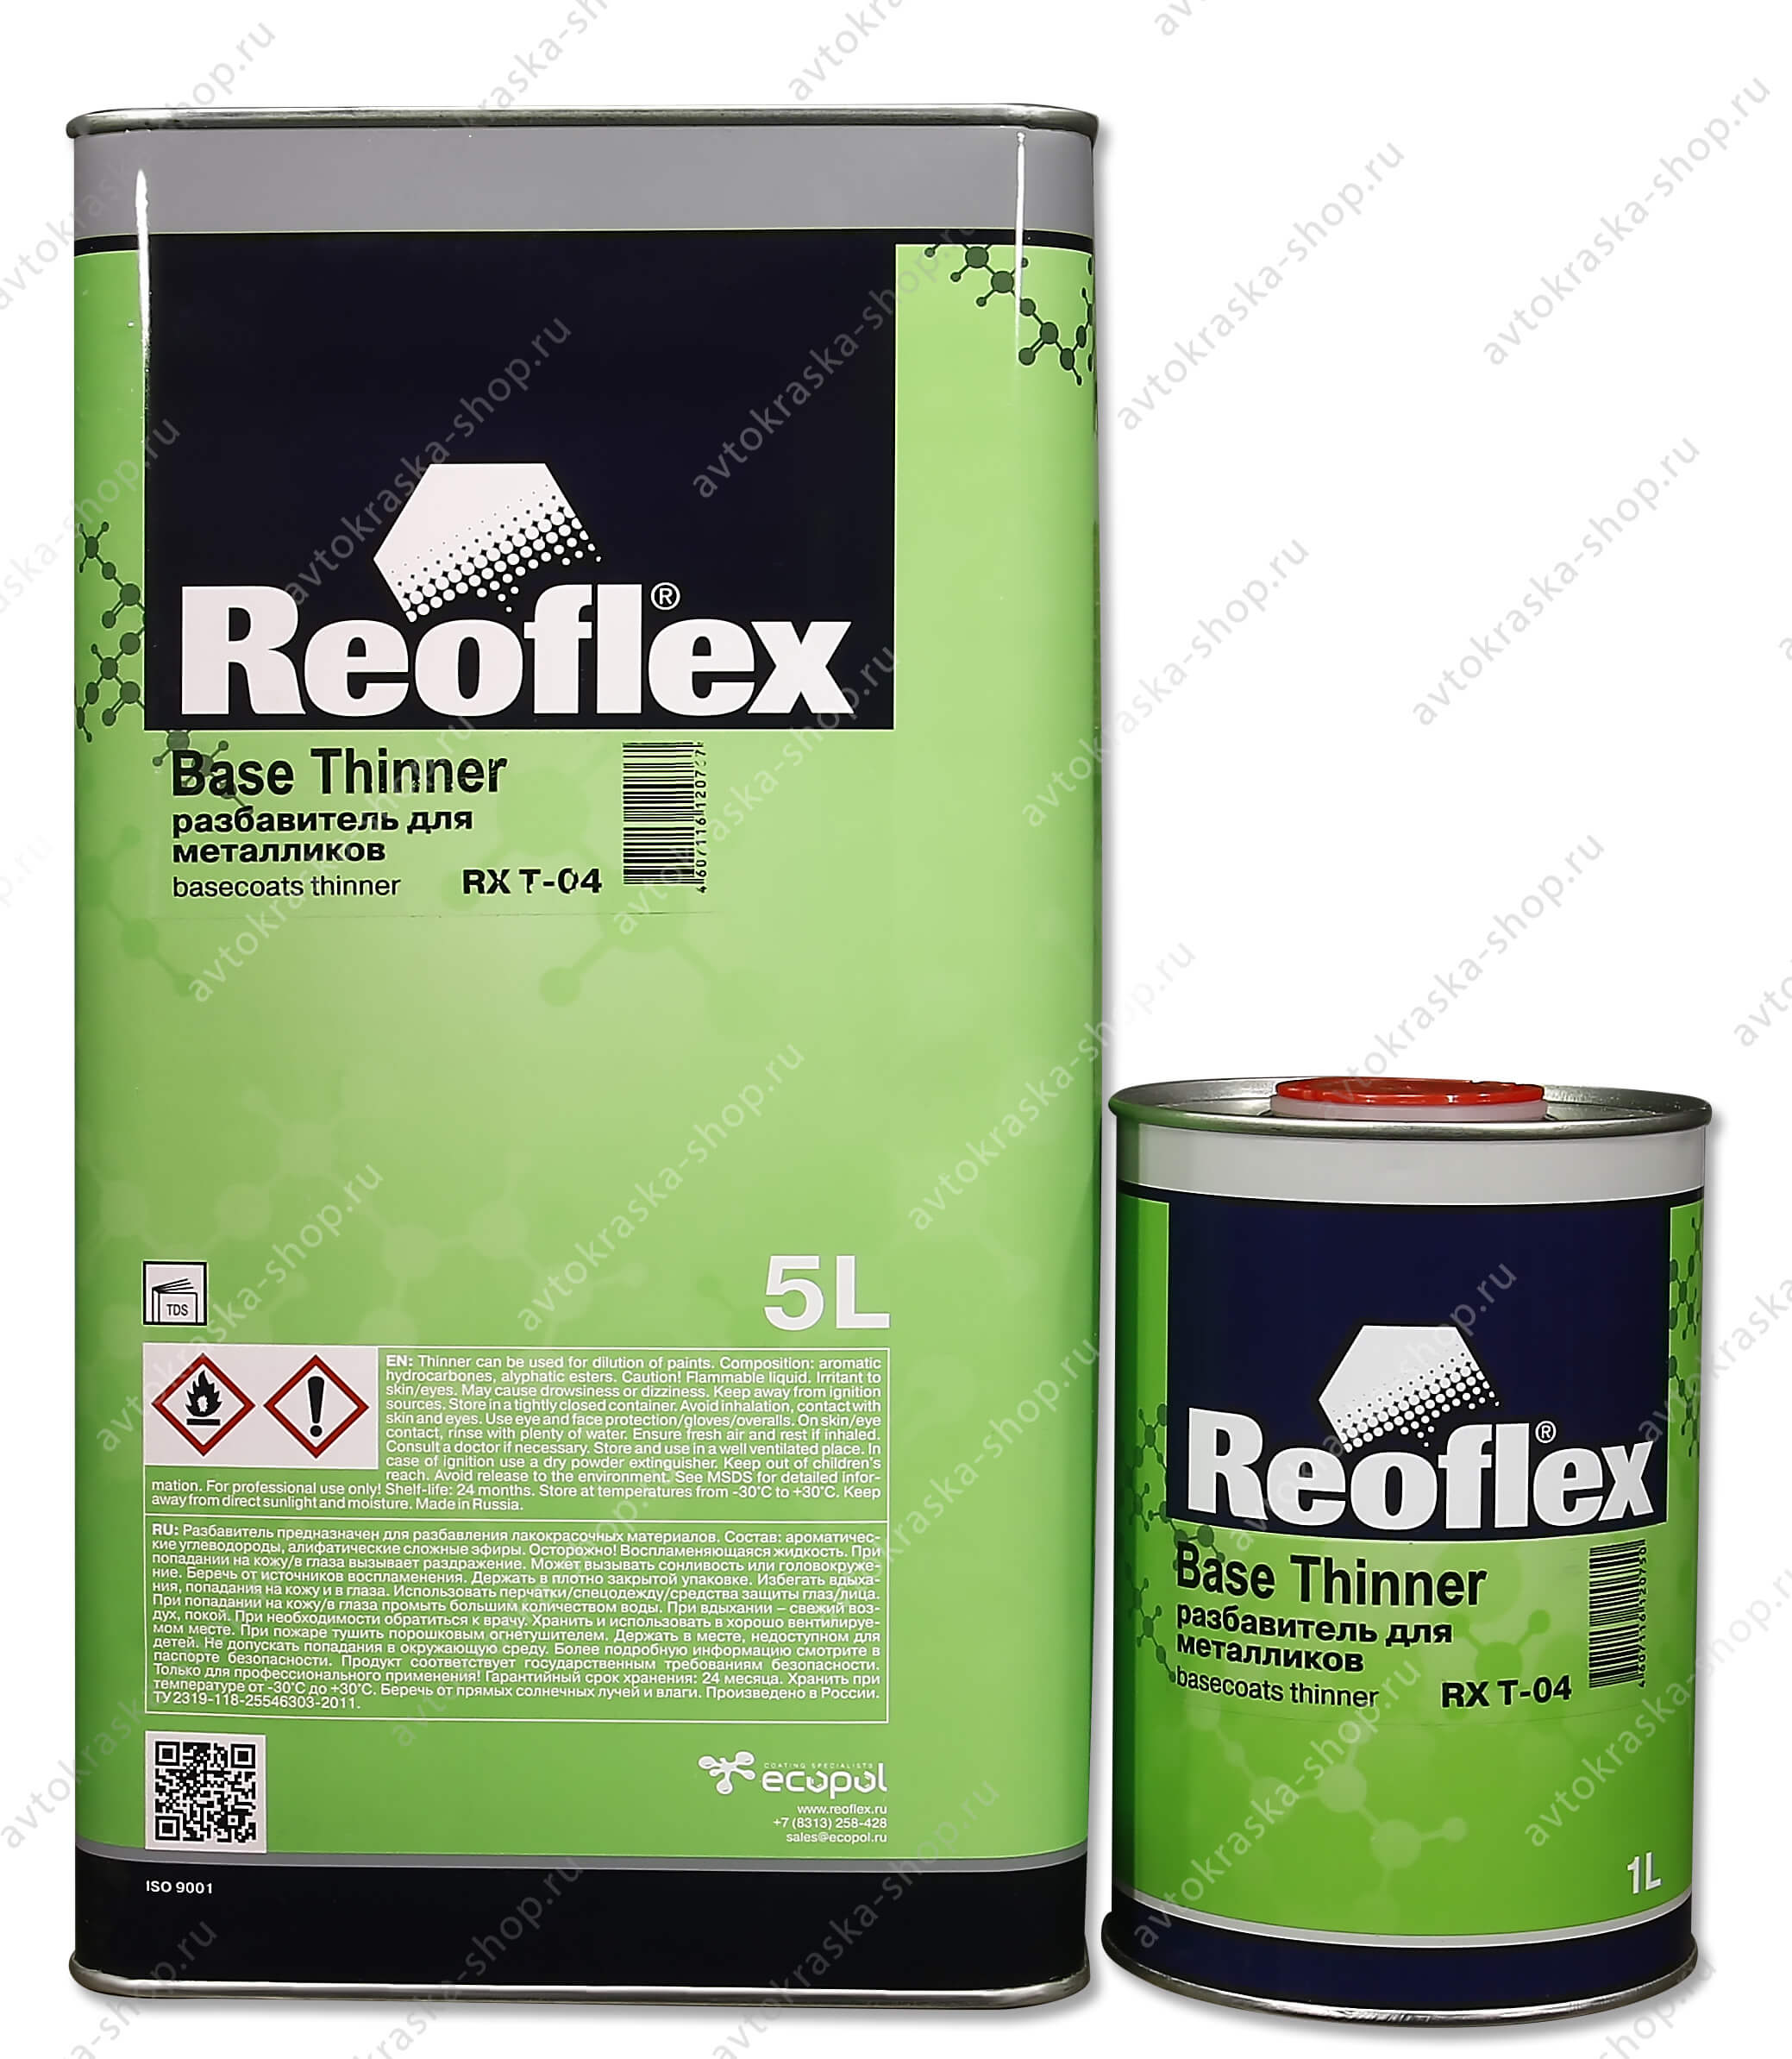 Reoflex®
Base Thinner
разбавитель для
металликов
basecoats thinner
RX T-04
5L
TDS
EN: Thinner can be used for dilution of paints. Composition: aromatic
hydrocarbones, alyphatic esters. Caution! Flammable liquid. Irritant to
skin/eyes. May cause drowsiness or dizziness. Keep away from ignition
sources. Store in a tightly closed container. Avoid inhalation, contact with
skin and eyes. Use eye and face protection/gloves/overalls. On skin/eye
contact, rinse with plenty of water. Ensure fresh air and rest if inhaled.
Consult a doctor if necessary. Store and use in a well ventilated place. In
case of ignition use a dry powder extinguisher. Keep out of children's
reach. Avoid release to the environment. See MSDS for detailed infor-
mation. For professional use only! Shelf-life: 24 months. Store at temperatures from -30°C to +30°C. Keep
away from direct sunlight and moisture. Made in Russia.
RU: Разбавитель предназначен для разбавления лакокрасочных материалов. Состав: ароматичес-
кие углеводороды, алифатические сложные эфиры. Осторожно! Воспламеняющаяся жидкость. При
попадании на кожу/в глаза вызывает раздражение. Может вызывать сонливость или головокруже-
ние. Беречь от источников воспламенения. Держать в плотно закрытой упаковке. Избегать вдыха-
ния, попадания на кожу и в глаза. Использовать перчатки/спецодежду/средства защиты глаз/лица.
При попадании на кожу/в глаза промыть большим количеством воды. При вдыхании – свежий воз-
дух, покой. При необходимости обратиться к врачу. Хранить и использовать в хорошо вентилируе-
мом месте. При пожаре тушить порошковым огнетушителем. Держать в месте, недоступном для
детей. Не допускать попадания в окружающую среду. Более подробную информацию смотрите в
паспорте безопасности. Продукт соответствует государственным требованиям безопасности.
Только для профессионального применения! Гарантийный срок хранения: 24 месяца. Хранить при
температуре от -30°C до +30°C. Беречь от прямых солнечных лучей и влаги. Произведено в России.
ТУ 2319-118-25546303-2011.
COATING SPECIALISTS
ecopol
www.reoflex.ru
+7 (8313) 258-428
sales@ecopol.ru
ISO 9001
Reoflex®
Base Thinner
разбавитель для
металликов
basecoats thinner
RX T-04
4607116120750
1L
avtokraska-shop.ru